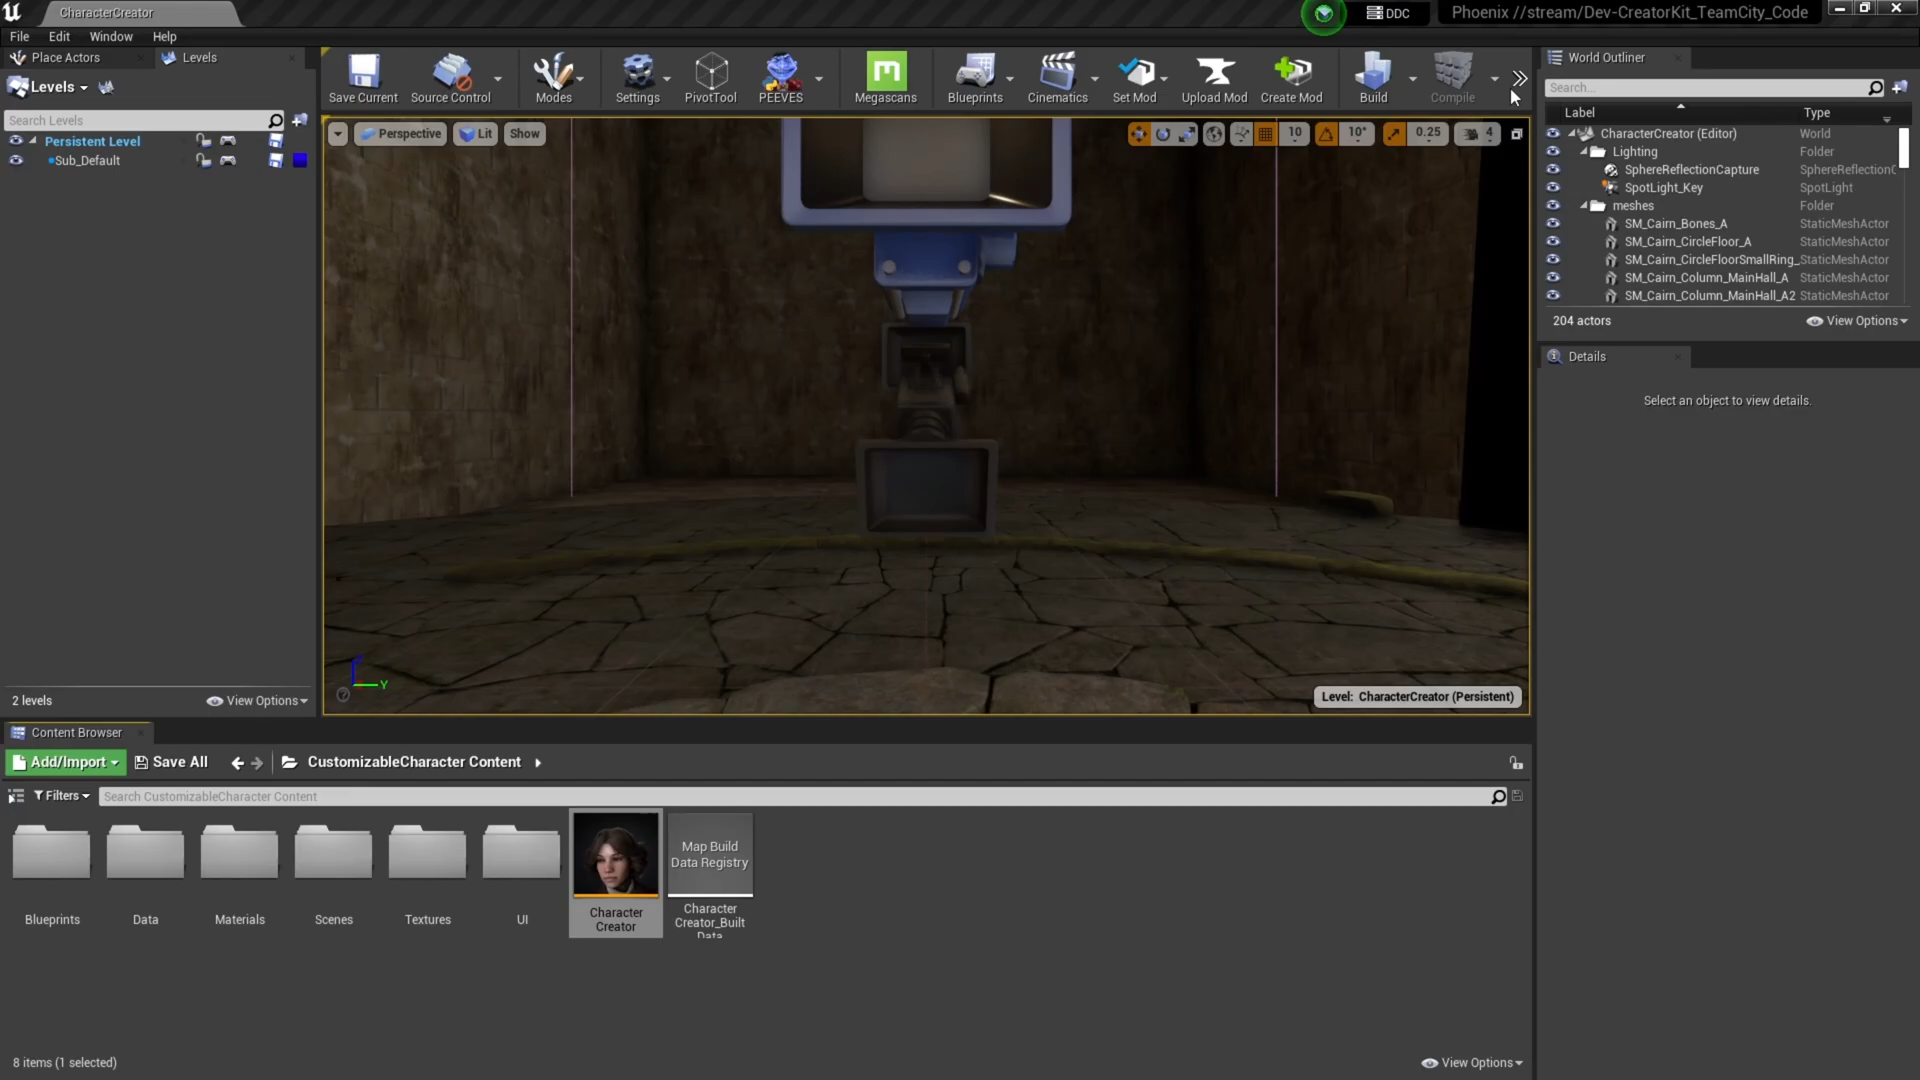 CharacterCreator
DDC
Phoenix //stream/Dev-CreatorKit_TeamCity_Code
File Edit Window Help
Place Actors
Levels
Levels
Search Levels
Persistent Level
Sub_Default
2 levels
View Options
Save Current
Source Control
Modes
Settings
PivotTool
PEEVES
Megascans
Blueprints
Cinematics
Set Mod
Upload Mod
Create Mod
Build
Compile
Perspective
Lit
Show
10
10°
0.25
4
Y
Level: CharacterCreator (Persistent)
World Outliner
Search...
Label Type
CharacterCreator (Editor) World
Lighting Folder
SphereReflectionCapture SphereReflectionC
SpotLight_Key SpotLight
meshes Folder
SM_Cairn_Bones_A StaticMeshActor
SM_Cairn_CircleFloor_A StaticMeshActor
SM_Cairn_CircleFloorSmallRing_ StaticMeshActor
SM_Cairn_Column_MainHall_A StaticMeshActor
SM_Cairn_Column_MainHall_A2 StaticMeshActor
204 actors
View Options
Details
Select an object to view details.
Content Browser
Add/Import
Save All
CustomizableCharacter Content
Filters
Search CustomizableCharacter Content
Map Build
Data Registry
Blueprints
Data
Materials
Scenes
Textures
UI
Character
Creator
Character
Creator_Built
Data
8 items (1 selected)
View Options